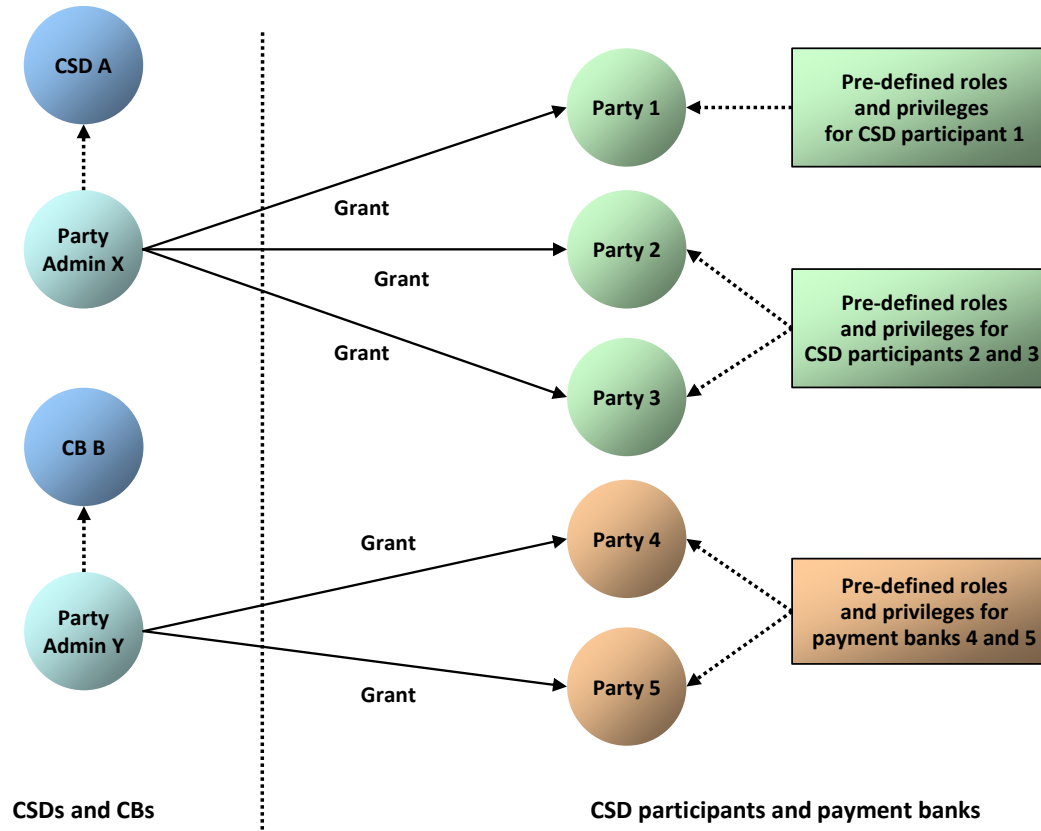 CSD A
Party
Admin X
Grant
Grant
Grant
Party 1
Party 2
Party 3
Pre-defined roles
and privileges
for CSD participant 1
Pre-defined roles
and privileges for
CSD participants 2 and 3
CB B
Party
Admin Y
Grant
Grant
Party 4
Party 5
Pre-defined roles
and privileges for
payment banks 4 and 5
CSDs and CBs
CSD participants and payment banks